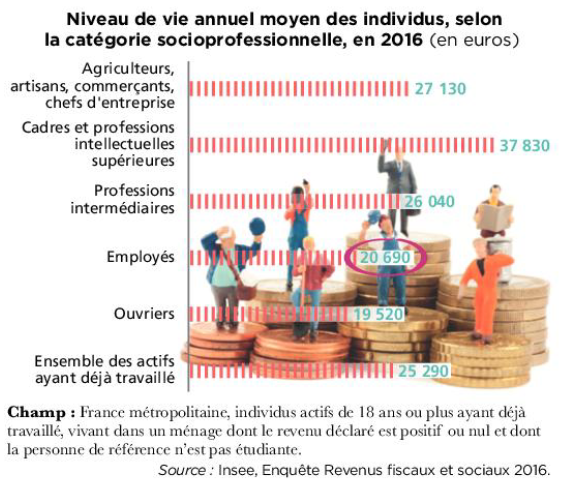 Niveau de vie annuel moyen des individus, selon
la catégorie socioprofessionnelle, en 2016 (en euros)
Agriculteurs,
artisans, commerçants,
chefs d'entreprise
27 130
Cadres et professions
intellectuelles
supérieures
37 830
Professions
intermédiaires
26 040
Employés
20 690
Ouvriers
19 520
Ensemble des actifs
ayant déjà travaillé
25 290
Champ : France métropolitaine, individus actifs de 18 ans ou plus ayant déjà
travaillé, vivant dans un ménage dont le revenu déclaré est positif ou nul et dont
la personne de référence n'est pas étudiante.
Source : Insee, Enquête Revenus fiscaux et sociaux 2016.